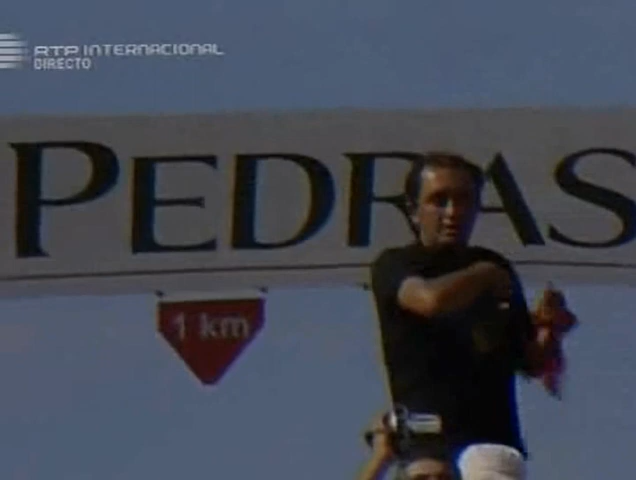 RTP INTERNACIONAL
DIRECTO
PEDRAS
1 km